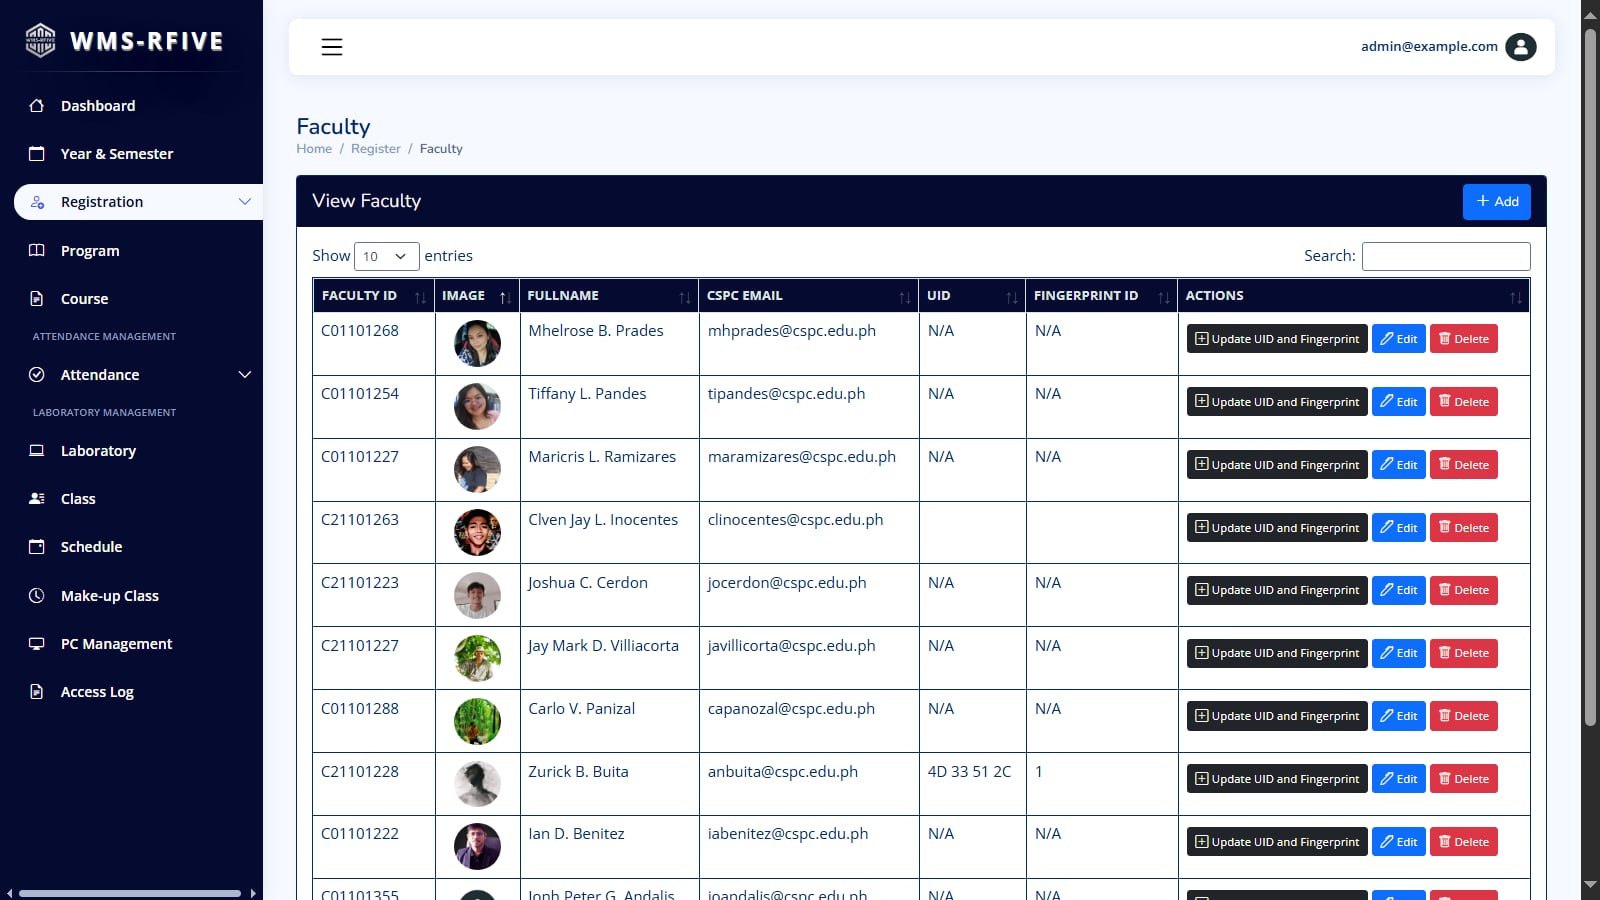 WMS-RFIVE
admin@example.com
Dashboard
Year & Semester
Registration
Program
Course
ATTENDANCE MANAGEMENT
Attendance
LABORATORY MANAGEMENT
Laboratory
Class
Schedule
Make-up Class
PC Management
Access Log
Faculty
Home / Register / Faculty
View Faculty
Add
Show 10 entries
Search:
FACULTY ID IMAGE FULLNAME CSPC EMAIL UID FINGERPRINT ID ACTIONS
C01101268 Mhelrose B. Prades mhprades@cspc.edu.ph N/A N/A Update UID and Fingerprint Edit Delete
C01101254 Tiffany L. Pandes tipandes@cspc.edu.ph N/A N/A Update UID and Fingerprint Edit Delete
C01101227 Maricris L. Ramizares maramizares@cspc.edu.ph N/A N/A Update UID and Fingerprint Edit Delete
C21101263 Clven Jay L. Inocentes clinocentes@cspc.edu.ph Update UID and Fingerprint Edit Delete
C21101223 Joshua C. Cerdon jocerdon@cspc.edu.ph N/A N/A Update UID and Fingerprint Edit Delete
C21101227 Jay Mark D. Villiacorta javillicorta@cspc.edu.ph N/A N/A Update UID and Fingerprint Edit Delete
C01101288 Carlo V. Panizal capanozal@cspc.edu.ph N/A N/A Update UID and Fingerprint Edit Delete
C21101228 Zurick B. Buita anbuita@cspc.edu.ph 4D 33 51 2C 1 Update UID and Fingerprint Edit Delete
C01101222 Ian D. Benitez iabenitez@cspc.edu.ph N/A N/A Update UID and Fingerprint Edit Delete
C01101355 Jonh Peter G. Andalis joandalis@cspc.edu.ph N/A N/A